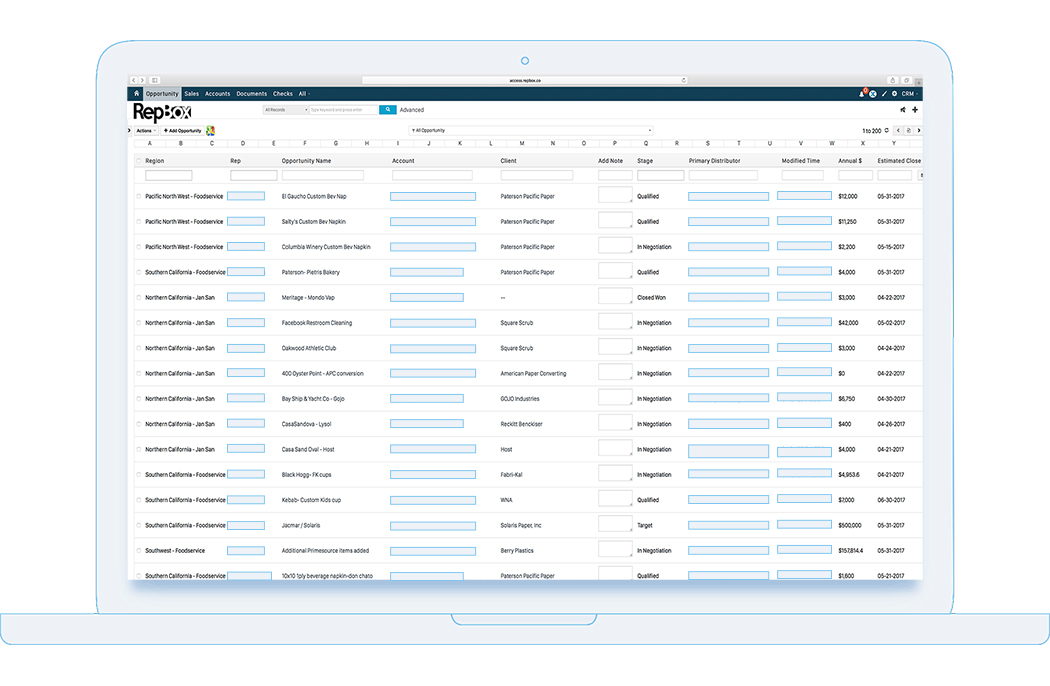 access.repbox.co
Opportunity Sales Accounts Documents Checks All CRM
RepBox All Records Type keyword and press enter Advanced
Actions + Add Opportunity All Opportunity 1 to 200
A B C D E F G H I J K L M N O P Q R S T U V W X Y
Region Rep Opportunity Name Account Client Add Note Stage Primary Distributor Modified Time Annual $ Estimated Close
Pacific North West - Foodservice El Gaucho Custom Bev Nap Paterson Pacific Paper Qualified $12,000 05-31-2017
Pacific North West - Foodservice Salty's Custom Bev Napkin Paterson Pacific Paper Qualified $11,250 05-31-2017
Pacific North West - Foodservice Columbia Winery Custom Bev Napkin Paterson Pacific Paper In Negotiation $2,200 05-15-2017
Southern California - Foodservice Paterson- Pietris Bakery Paterson Pacific Paper Qualified $4,000 05-31-2017
Northern California - Jan San Meritage - Mondo Vap -- Closed Won $3,000 04-22-2017
Northern California - Jan San Facebook Restroom Cleaning Square Scrub In Negotiation $42,000 05-02-2017
Northern California - Jan San Oakwood Athletic Club Square Scrub In Negotiation $3,000 04-24-2017
Northern California - Jan San 400 Oyster Point - APC conversion American Paper Converting In Negotiation $0 04-22-2017
Northern California - Jan San Bay Ship & Yacht Co - Gojo GOJO Industries In Negotiation $6,750 04-30-2017
Northern California - Jan San CasaSandova - Lysol Reckitt Benckiser In Negotiation $400 04-26-2017
Northern California - Jan San Casa Sand Oval - Host Host In Negotiation $4,000 04-21-2017
Southern California - Foodservice Black Hogg- FK cups Fabri-Kal In Negotiation $4,953.6 04-21-2017
Southern California - Foodservice Kebab- Custom Kids cup WNA Qualified $7,000 06-30-2017
Southern California - Foodservice Jacmar / Solaris Solaris Paper, Inc Target $500,000 05-31-2017
Southwest - Foodservice Additional Primesource items added Berry Plastics In Negotiation $157,814.4 05-31-2017
Southern California - Foodservice 10x10 1ply beverage napkin-don chato Paterson Pacific Paper Qualified $1,600 05-21-2017